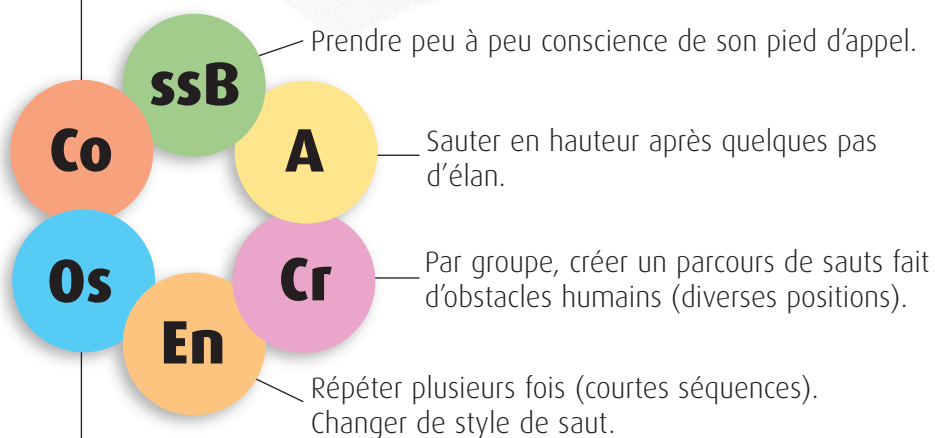 Prendre peu à peu conscience de son pied d'appel.
ssB
Co
A
Sauter en hauteur après quelques pas
d'élan.
Os
Cr
Par groupe, créer un parcours de sauts fait
d'obstacles humains (diverses positions).
En
Répéter plusieurs fois (courtes séquences).
Changer de style de saut.